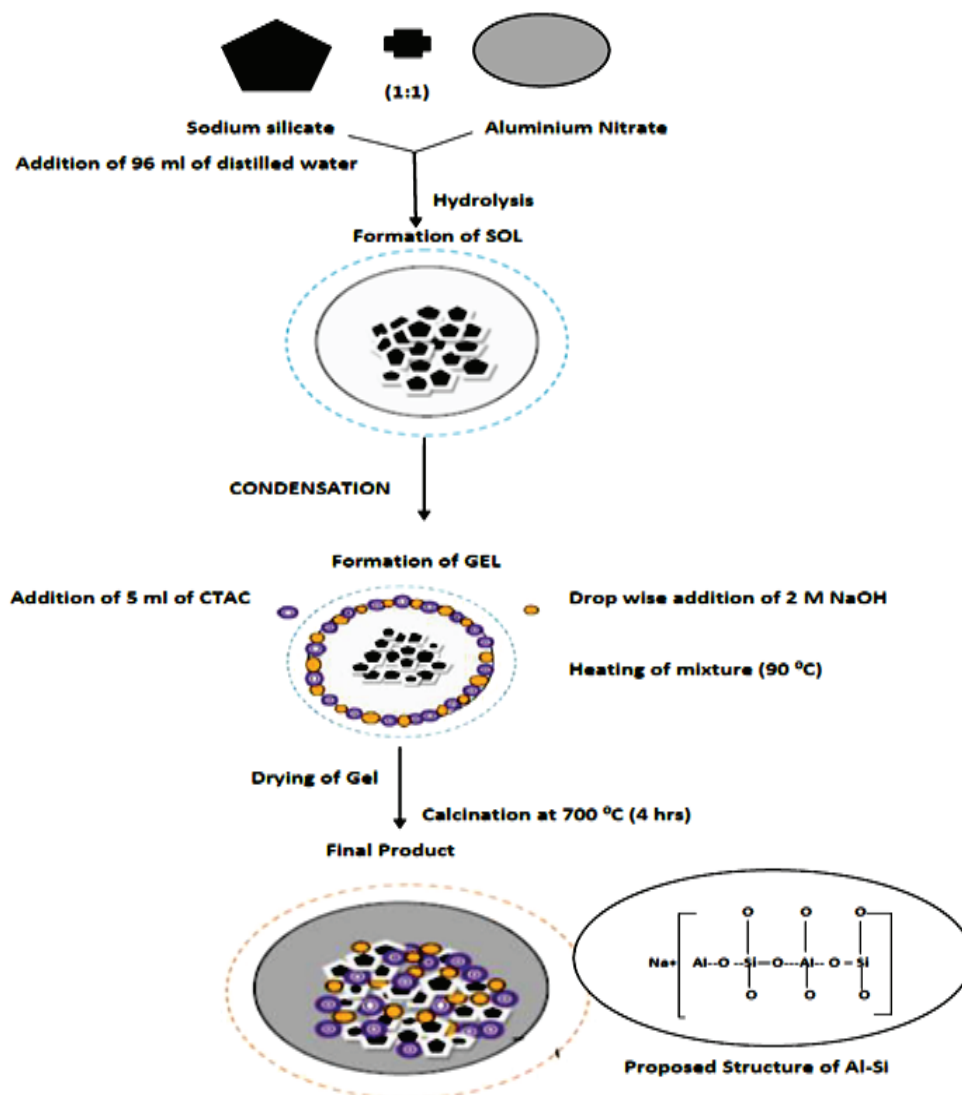 (1:1)
Sodium silicate
Aluminium Nitrate
Addition of 96 ml of distilled water
Hydrolysis
Formation of SOL
CONDENSATION
Formation of GEL
Addition of 5 ml of CTAC
Drop wise addition of 2 M NaOH
Heating of mixture (90 ⁰C)
Drying of Gel
Calcination at 700 ⁰C (4 hrs)
Final Product
O O O
Na+ Al--O --Si=O---Al-- O = Si
O O O
Proposed Structure of Al-Si